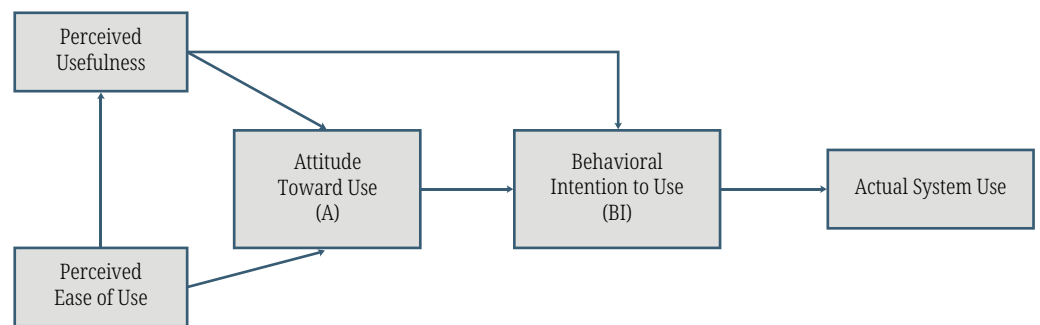 Perceived
Usefulness
Attitude
Toward Use
(A)
Behavioral
Intention to Use
(BI)
Actual System Use
Perceived
Ease of Use